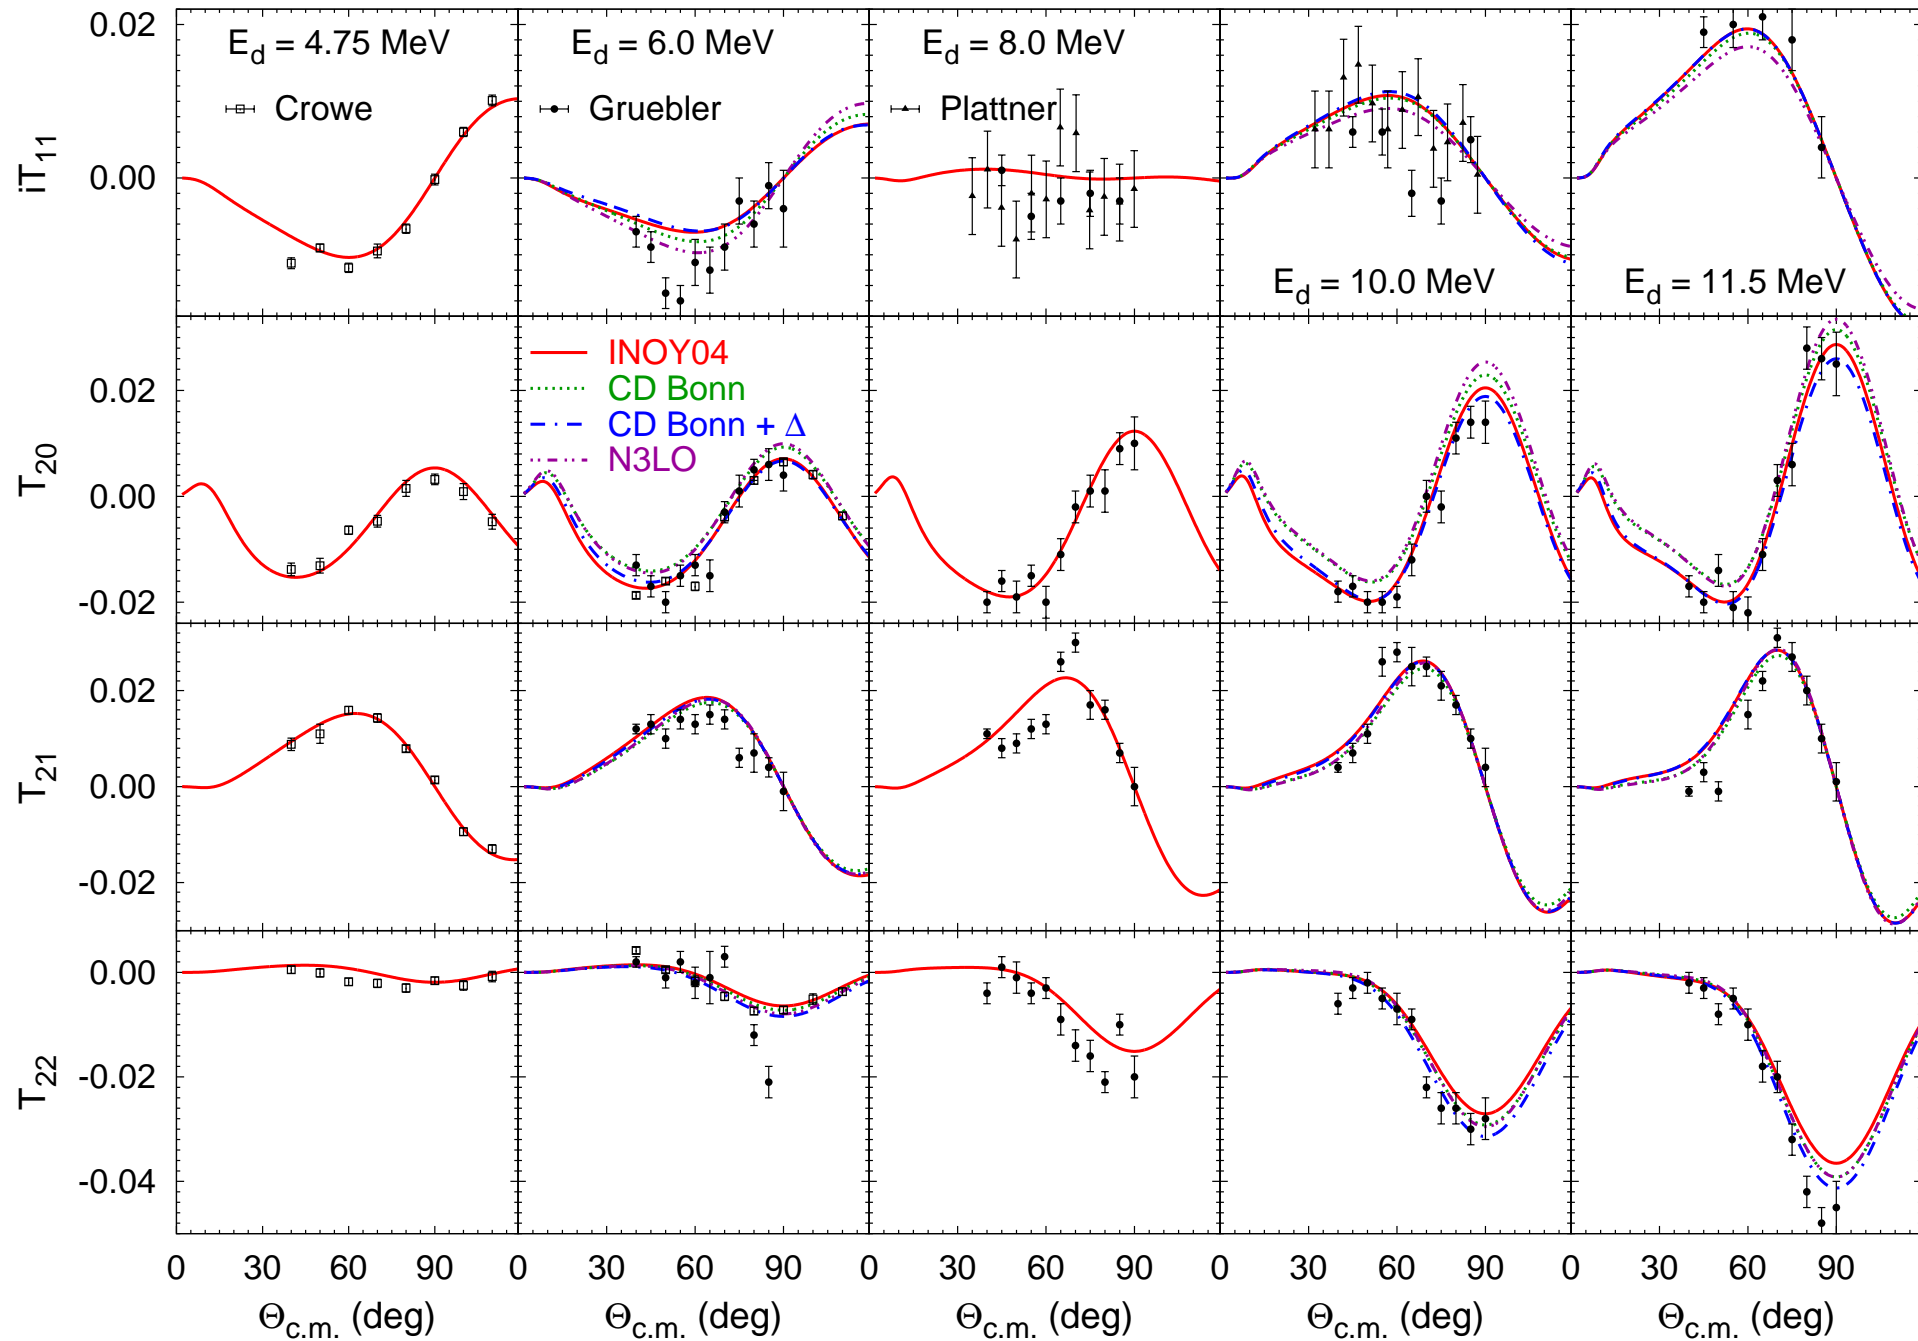 E_d = 4.75 MeV
E_d = 6.0 MeV
E_d = 8.0 MeV
Crowe
Gruebler
Plattner
E_d = 10.0 MeV
E_d = 11.5 MeV
iT_11
0.02
0.00
INOY04
CD Bonn
CD Bonn + Δ
N3LO
T_20
0.02
0.00
-0.02
T_21
0.02
0.00
-0.02
T_22
0.00
-0.02
-0.04
0 30 60 90 0 30 60 90 0 30 60 90 0 30 60 90 0 30 60 90
Θ_c.m. (deg)
Θ_c.m. (deg)
Θ_c.m. (deg)
Θ_c.m. (deg)
Θ_c.m. (deg)